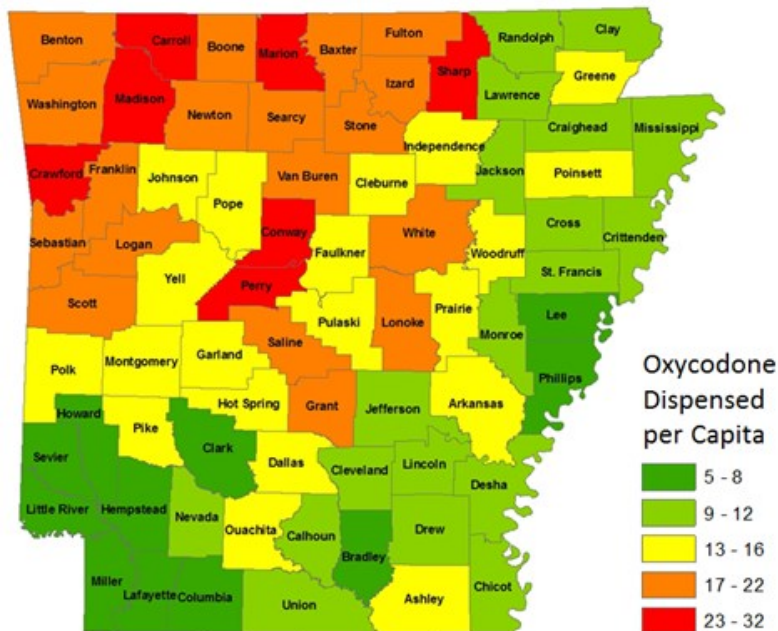 Benton
Carroll
Boone
Marion
Baxter
Fulton
Sharp
Randolph
Clay
Greene
Washington
Madison
Newton
Searcy
Stone
Izard
Lawrence
Craighead
Mississippi
Independence
Crawford
Franklin
Johnson
Pope
Van Buren
Cleburne
Jackson
Poinsett
Sebastian
Logan
Conway
Faulkner
White
Woodruff
Cross
Crittenden
St. Francis
Yell
Perry
Scott
Pulaski
Lonoke
Prairie
Monroe
Lee
Saline
Garland
Montgomery
Polk
Phillips
Hot Spring
Grant
Jefferson
Arkansas
Howard
Pike
Clark
Dallas
Cleveland
Lincoln
Desha
Sevier
Little River
Hempstead
Nevada
Ouachita
Calhoun
Bradley
Drew
Miller
Lafayette
Columbia
Union
Ashley
Chicot
Oxycodone
Dispensed
per Capita
5 - 8
9 - 12
13 - 16
17 - 22
23 - 32